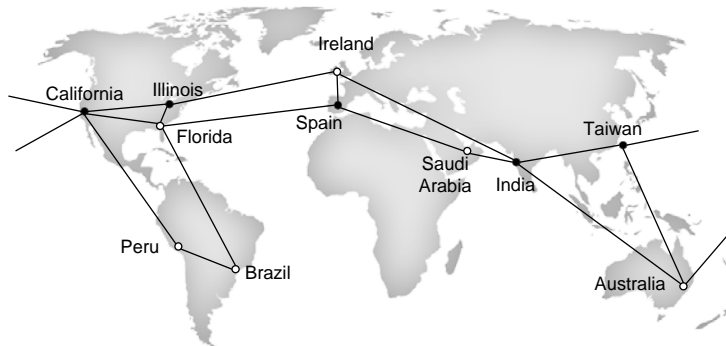 Ireland
California
Illinois
Florida
Spain
Taiwan
Saudi
Arabia
India
Peru
Brazil
Australia